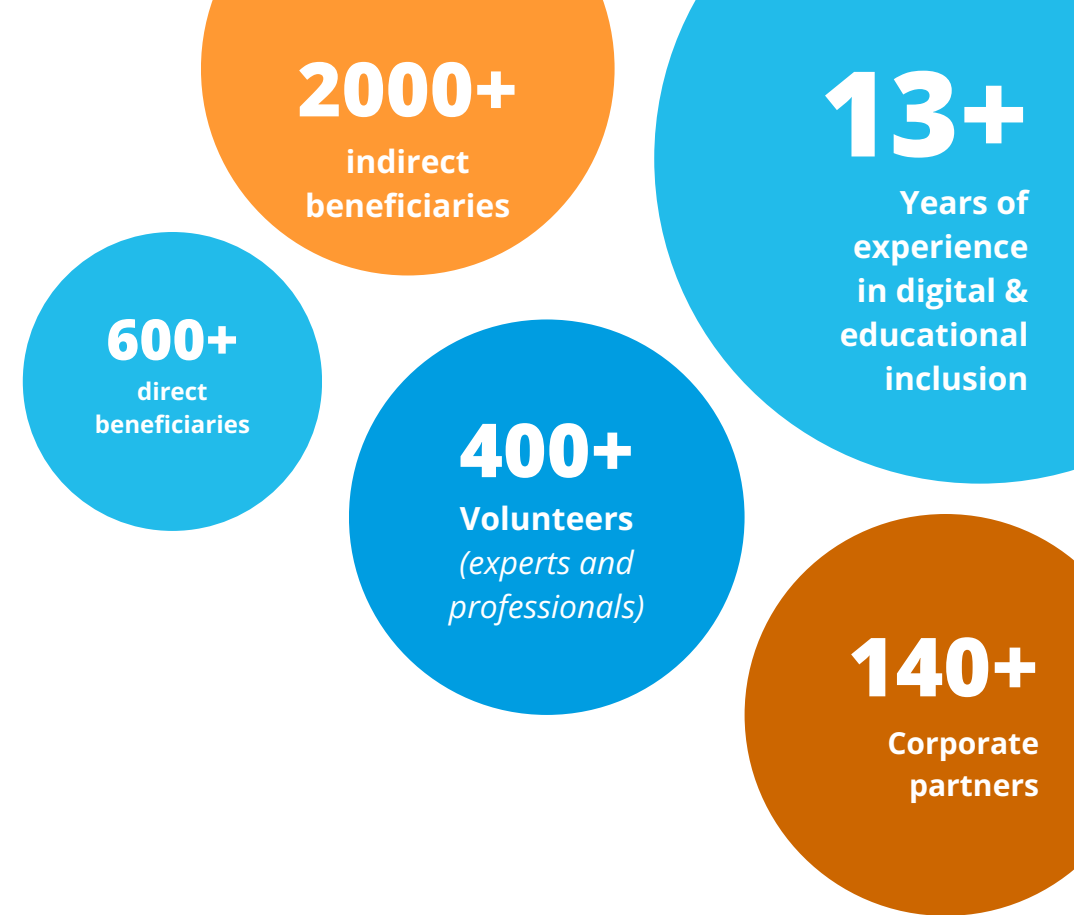 2000+
indirect
beneficiaries
13+
Years of
experience
in digital &
educational
inclusion
600+
direct
beneficiaries
400+
Volunteers
(experts and
professionals)
140+
Corporate
partners